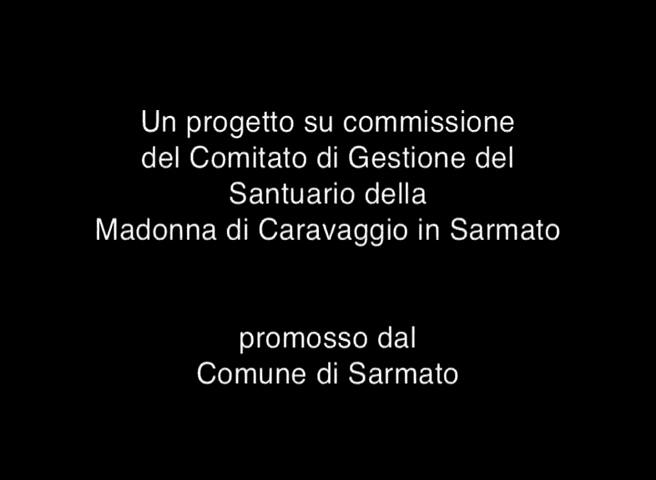 Un progetto su commissione
del Comitato di Gestione del
Santuario della
Madonna di Caravaggio in Sarmato
promosso dal
Comune di Sarmato